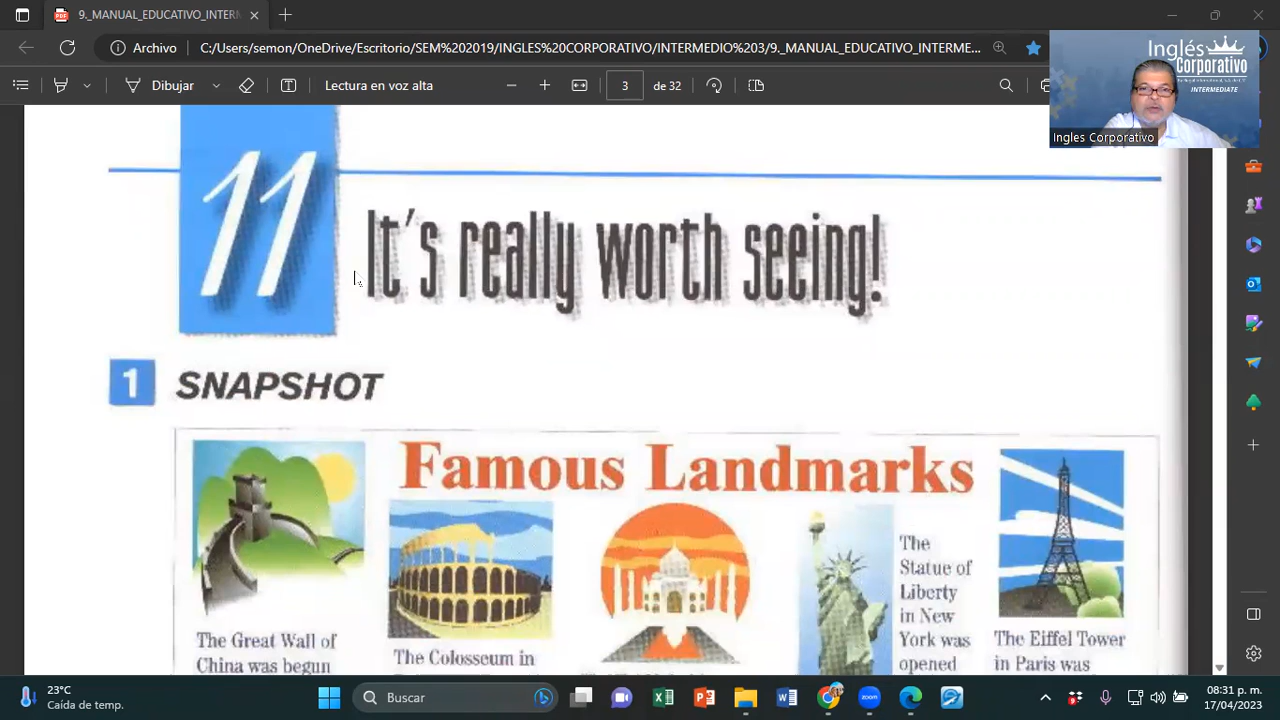 9._MANUAL_EDUCATIVO_INTERM
Archivo
C:/Users/semon/OneDrive/Escritorio/SEM%202019/INGLES%20CORPORATIVO/INTERMEDIO%203/9._MANUAL_EDUCATIVO_INTERME...
Dibujar
Lectura en voz alta
3
de 32
Inglés
Corporativo
INTERMEDIATE
Ingles Corporativo
11
It's really worth seeing!
1 SNAPSHOT
Famous Landmarks
The Great Wall of
China was begun
The Colosseum in
The
Statue of
Liberty
in New
York was
opened
The Eiffel Tower
in Paris was
23°C
Caída de temp.
Buscar
08:31 p. m.
17/04/2023